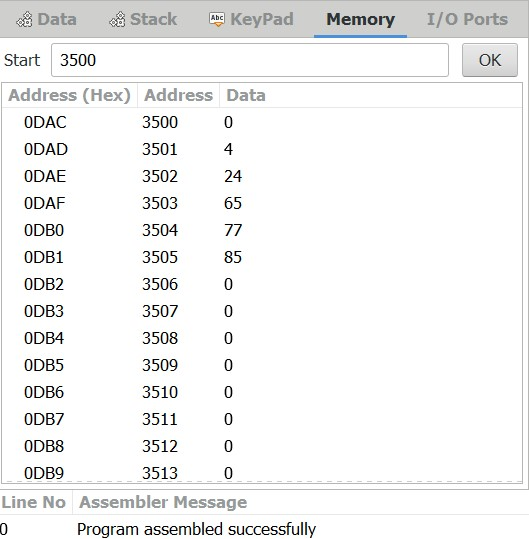 Data Stack Abc KeyPad Memory I/O Ports
Start 3500 OK
Address (Hex) Address Data
0DAC 3500 0
0DAD 3501 4
0DAE 3502 24
0DAF 3503 65
0DB0 3504 77
0DB1 3505 85
0DB2 3506 0
0DB3 3507 0
0DB4 3508 0
0DB5 3509 0
0DB6 3510 0
0DB7 3511 0
0DB8 3512 0
0DB9 3513 0
Line No Assembler Message
0 Program assembled successfully